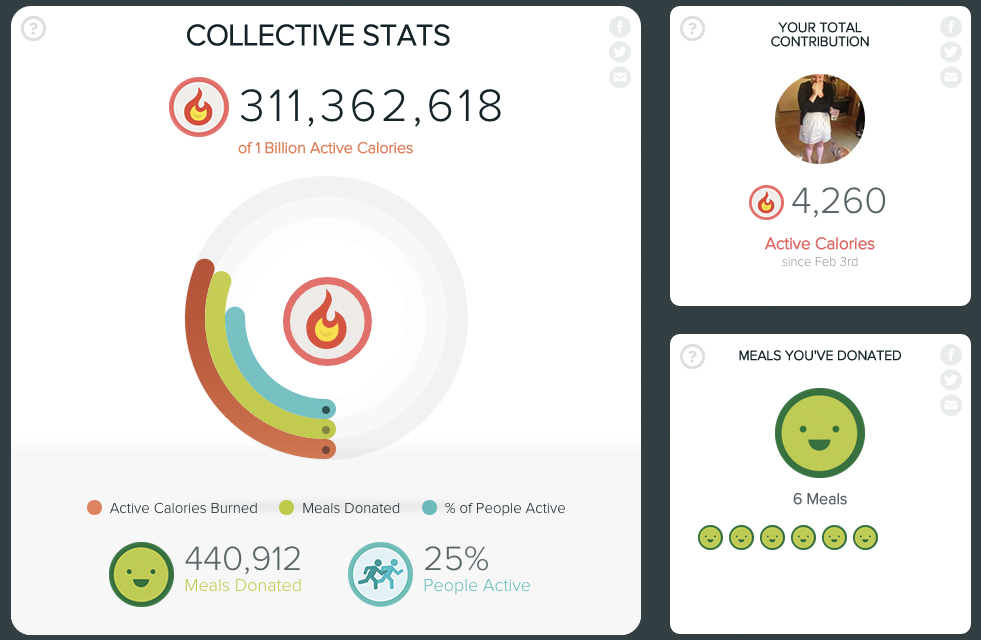 COLLECTIVE STATS
311,362,618
of 1 Billion Active Calories
Active Calories Burned
Meals Donated
% of People Active
440,912
Meals Donated
25%
People Active
YOUR TOTAL
CONTRIBUTION
4,260
Active Calories
since Feb 3rd
MEALS YOU'VE DONATED
6 Meals